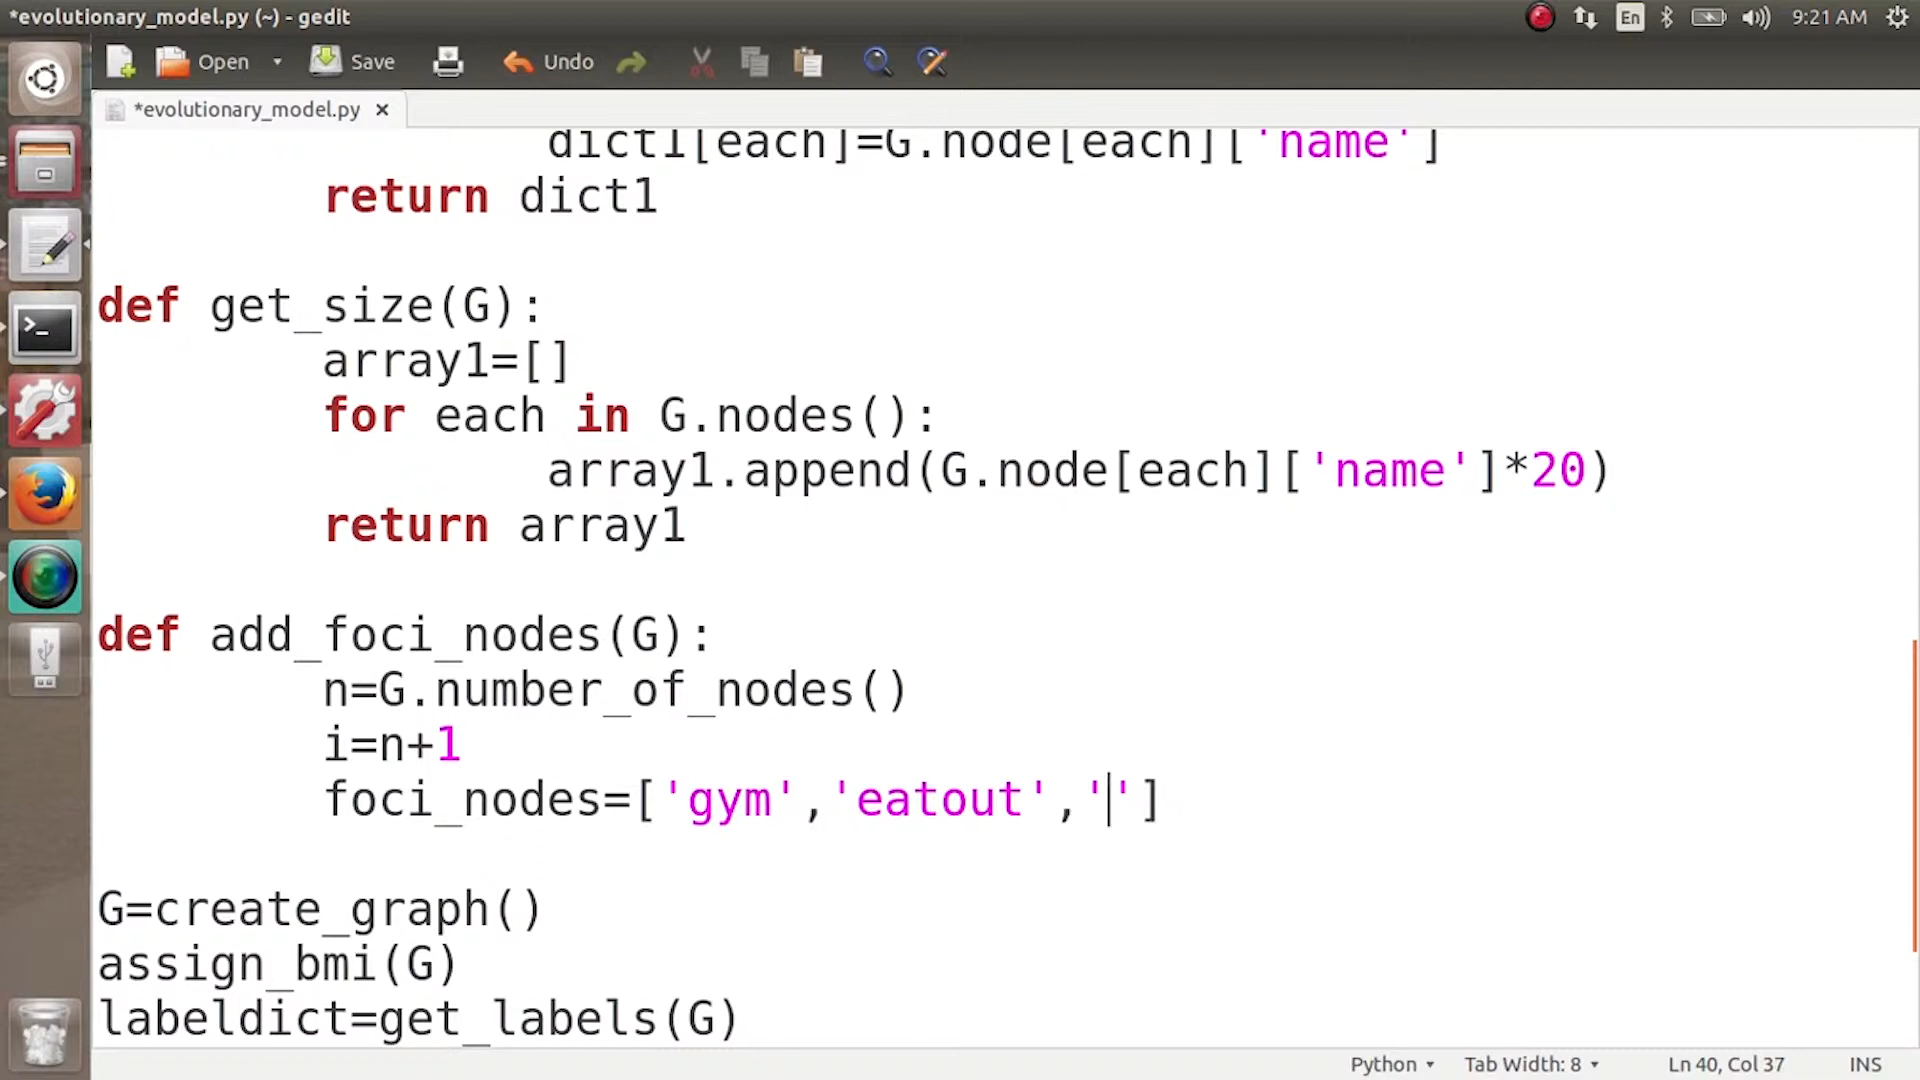 *evolutionary_model.py (~) - gedit
En
9:21 AM
Open
Save
Undo
*evolutionary_model.py ×
dict1[each]=G.node[each]['name']
return dict1
def get_size(G):
array1=[]
for each in G.nodes():
array1.append(G.node[each]['name']*20)
return array1
def add_foci_nodes(G):
n=G.number_of_nodes()
i=n+1
foci_nodes=['gym','eatout','']
G=create_graph()
assign_bmi(G)
labeldict=get_labels(G)
Python
Tab Width: 8
Ln 40, Col 37
INS